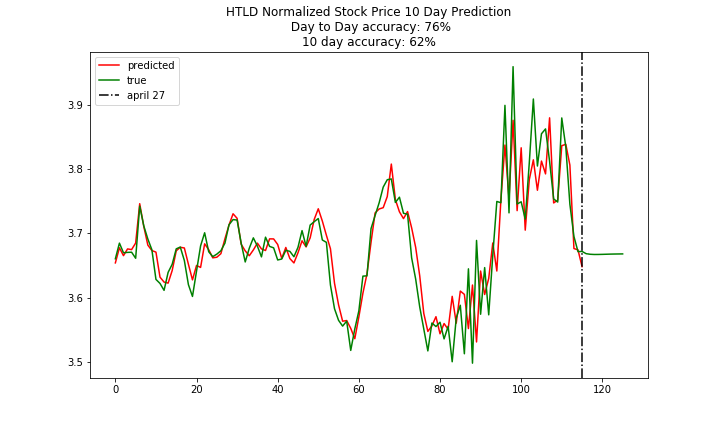 HTLD Normalized Stock Price 10 Day Prediction
Day to Day accuracy: 76%
10 day accuracy: 62%
predicted
true
april 27
3.9
3.8
3.7
3.6
3.5
0 20 40 60 80 100 120